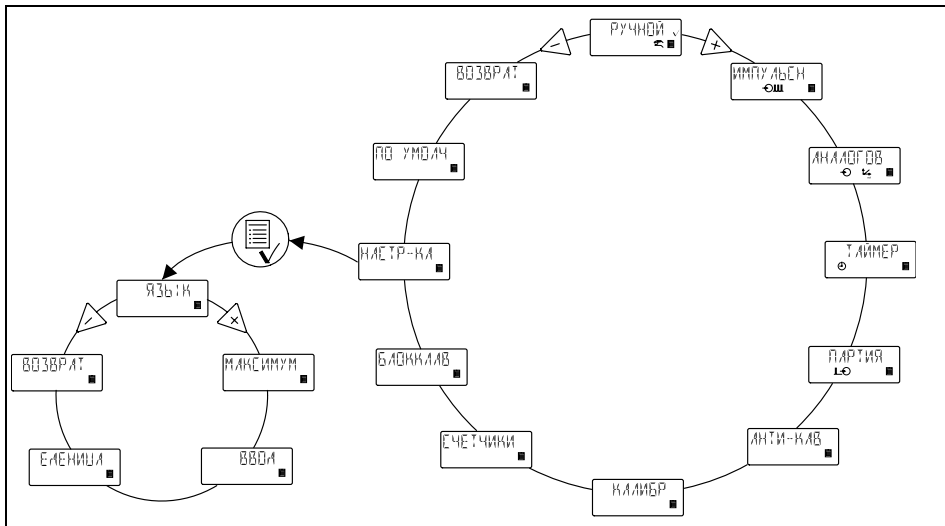 РУЧНОЙ
ИМПУЛЬСН
АНАЛОГОВ
ТАЙМЕР
ПАРТИЯ
АНТИ-КАВ
КАЛИБР
СЧЕТЧИКИ
БЛОККЛАВ
НАСТР-КА
ПО УМОЛЧ
ВОЗВРАТ
ЯЗЫК
МАКСИМУМ
ВВОД
ЕДЕНИЦА
ВОЗВРАТ